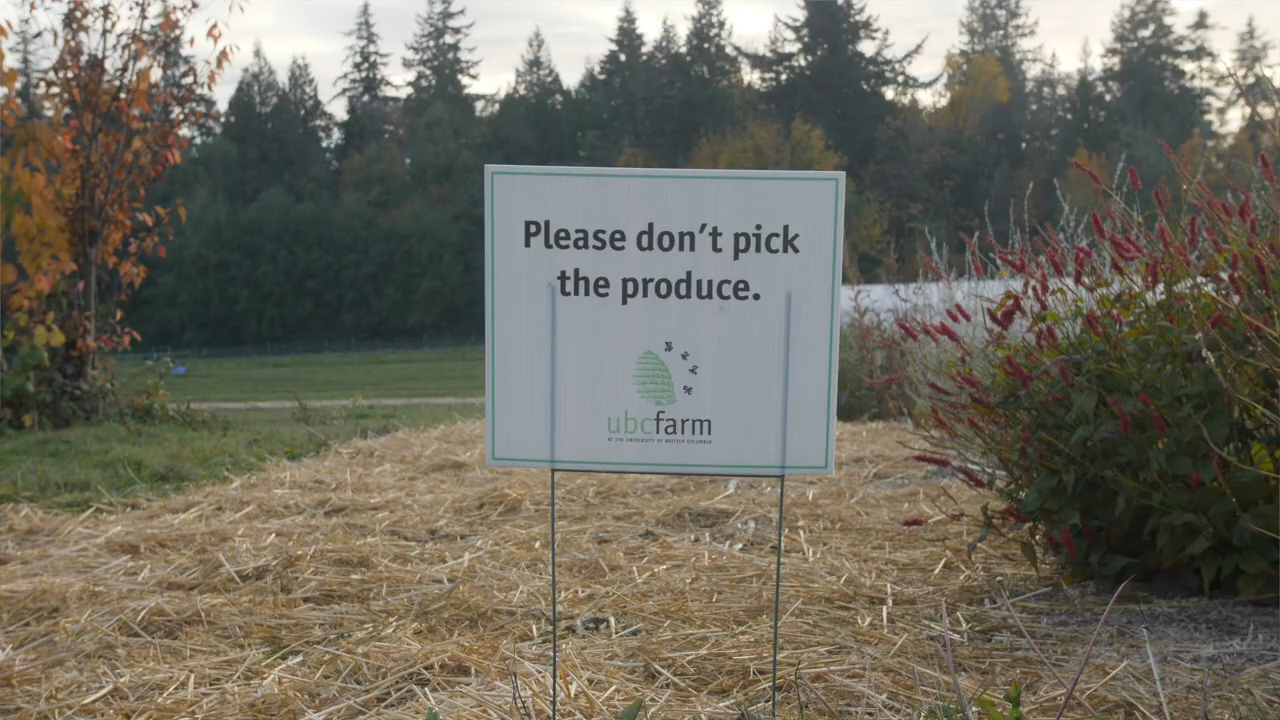 Please don't pick
the produce.
ubcfarm
AT THE UNIVERSITY OF BRITISH COLUMBIA